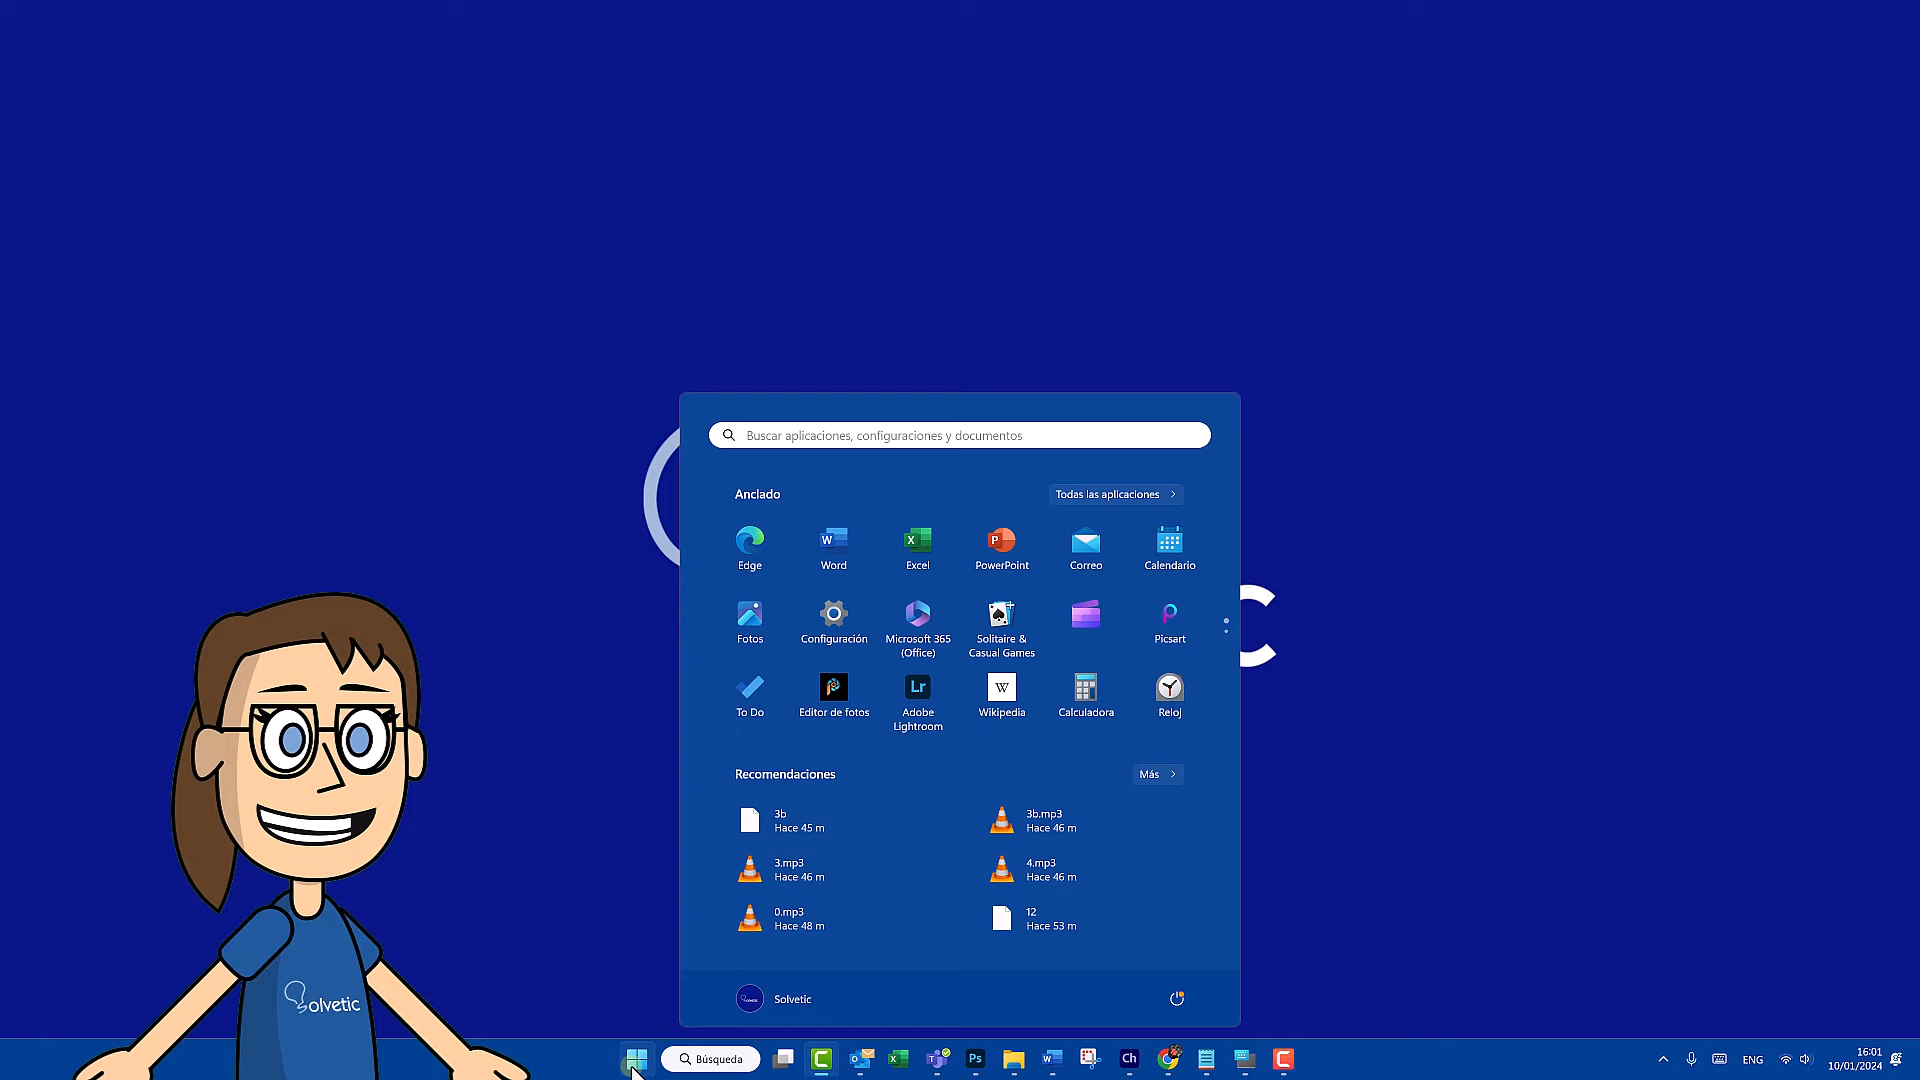 Buscar aplicaciones, configuraciones y documentos
Anclado
Todas las aplicaciones
Edge
Word
Excel
PowerPoint
Correo
Calendario
Fotos
Configuración
Microsoft 365
(Office)
Solitaire &
Casual Games
Picsart
To Do
Editor de fotos
Adobe
Lightroom
Wikipedia
Calculadora
Reloj
Recomendaciones
Más
3b
Hace 45 m
3b.mp3
Hace 46 m
3.mp3
Hace 46 m
4.mp3
Hace 46 m
0.mp3
Hace 48 m
12
Hace 53 m
Solvetic
Solvetic
Búsqueda
ENG
16:01
10/01/2024